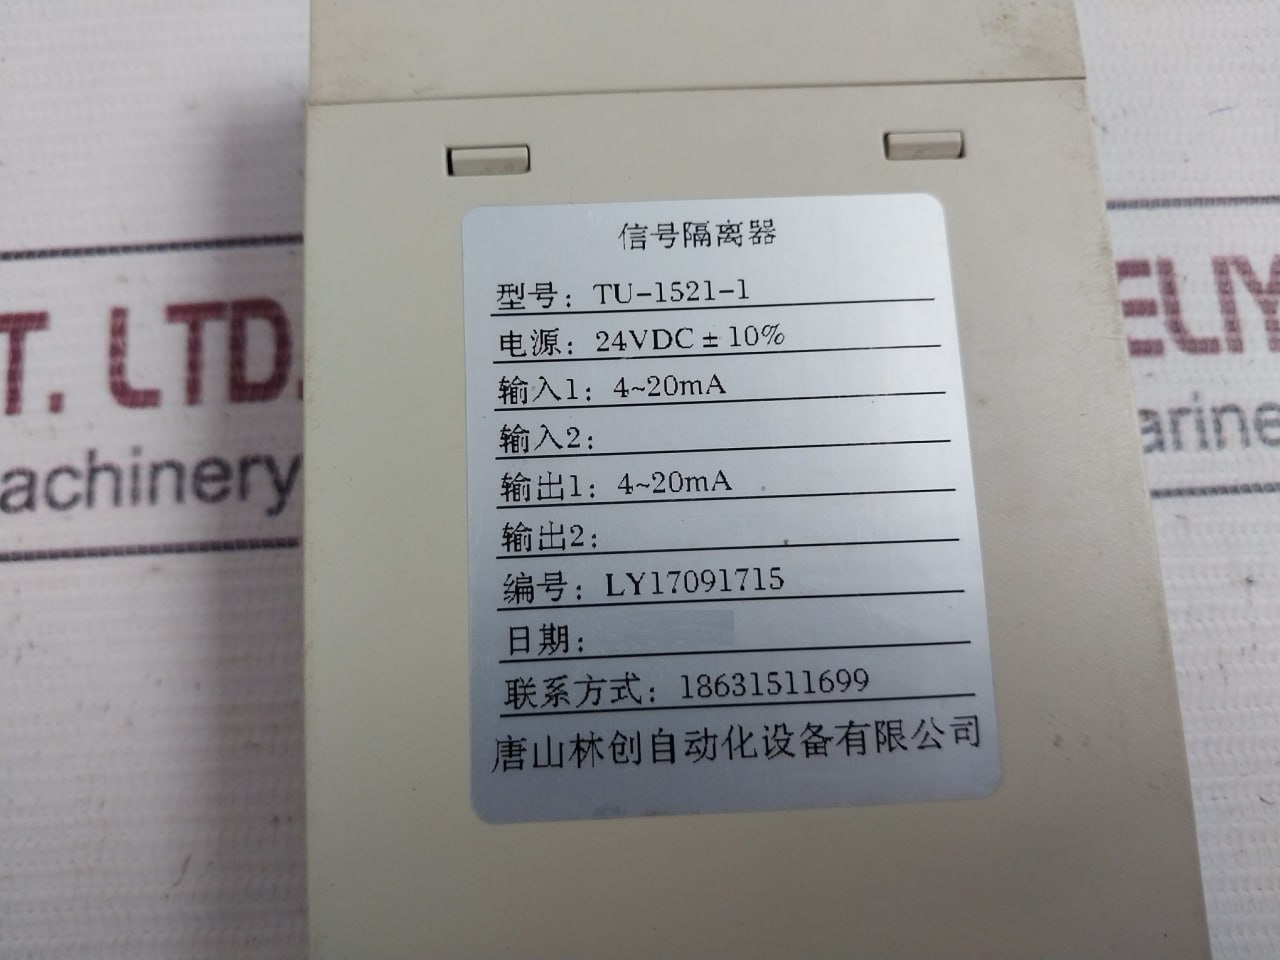 信号隔离器
型号: TU-1521-1
电源: 24VDC±10%
输入1: 4~20mA
输入2:
输出1: 4~20mA
输出2:
编号: LY17091715
日期:
联系方式: 18631511699
唐山林创自动化设备有限公司
T. LTD.
achinery
ELIY
arine